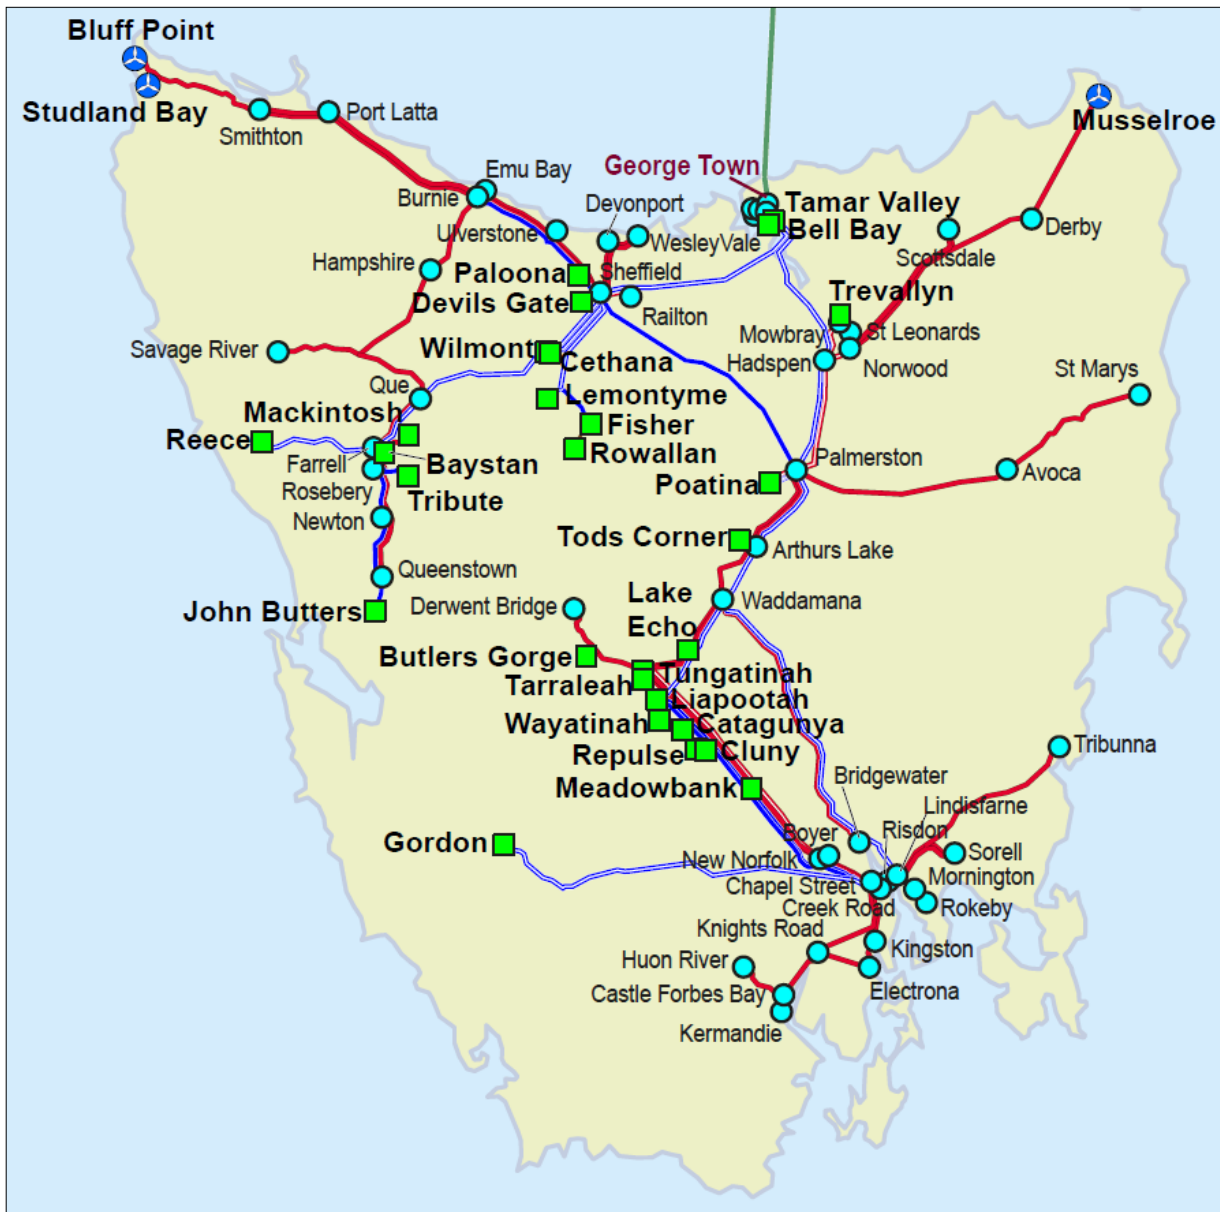 Bluff Point
Studland Bay
Smithton
Port Latta
Musselroe
George Town
Emu Bay
Burnie
Devonport
Tamar Valley
Bell Bay
Ulverstone
WesleyVale
Derby
Scottsdale
Hampshire
Paloona
Sheffield
Devils Gate
Railton
Trevallyn
Mowbray
St Leonards
Savage River
Wilmont
Cethana
Hadspen
Norwood
St Marys
Que
Lemontyme
Mackintosh
Fisher
Reece
Rowallan
Farrell
Baystan
Palmerston
Avoca
Rosebery
Tribute
Poatina
Newton
Tods Corner
Arthurs Lake
Queenstown
Lake
Echo
Waddamana
John Butters
Derwent Bridge
Butlers Gorge
Tungatinah
Tarraleah
Liapootah
Wayatinah
Catagunya
Repulse
Cluny
Tribunna
Bridgewater
Meadowbank
Lindisfarne
Boyer
Risdon
Gordon
New Norfolk
Sorell
Chapel Street
Mornington
Creek Road
Rokeby
Knights Road
Kingston
Huon River
Electrona
Castle Forbes Bay
Kermandie